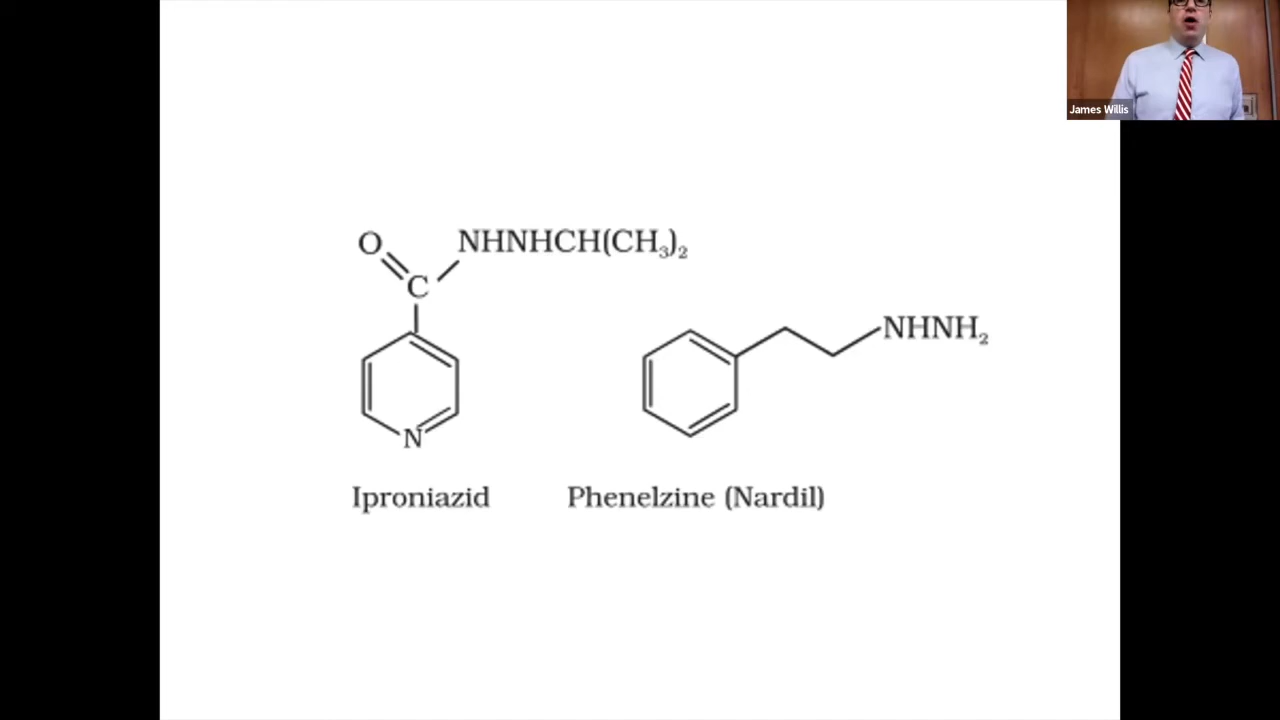 James Willis
O
NHNHCH(CH₃)₂
C
NHNH₂
N
Iproniazid
Phenelzine (Nardil)